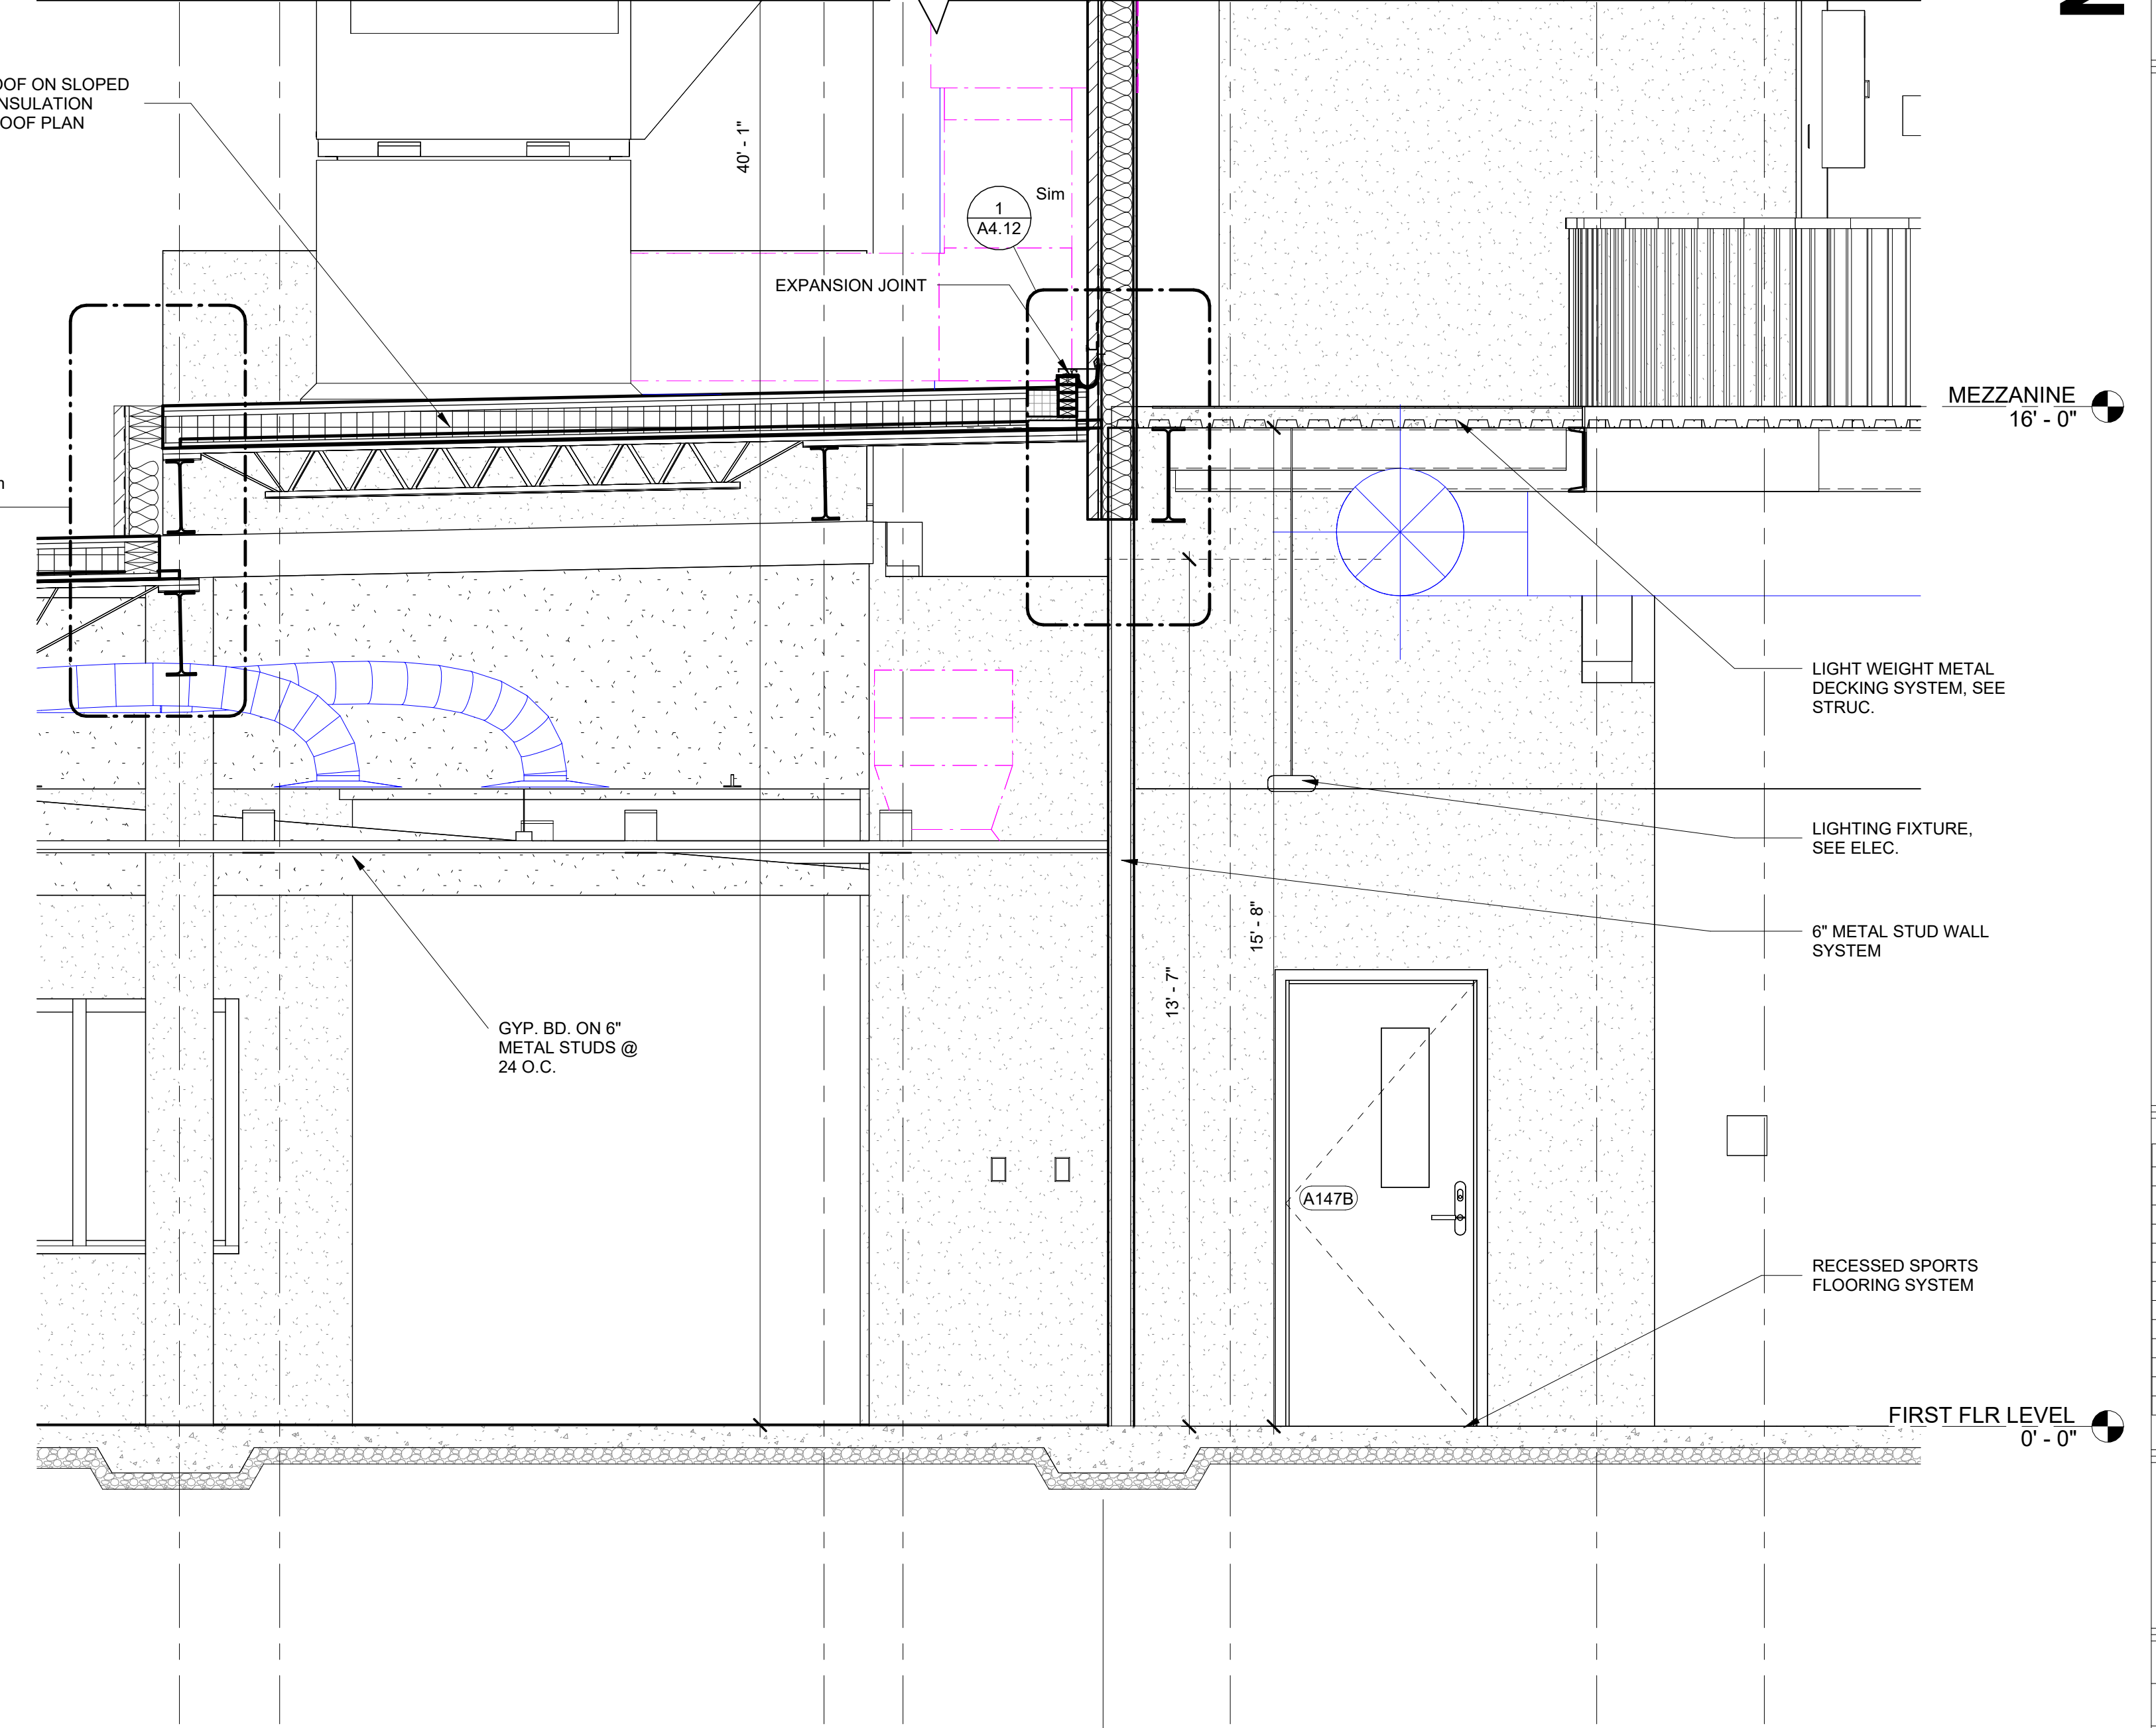 OOF ON SLOPED
NSULATION
OOF PLAN
40' - 1"
1
A4.12
Sim
EXPANSION JOINT
MEZZANINE
16' - 0"
LIGHT WEIGHT METAL
DECKING SYSTEM, SEE
STRUC.
LIGHTING FIXTURE,
SEE ELEC.
6" METAL STUD WALL
SYSTEM
15' - 8"
13' - 7"
GYP. BD. ON 6"
METAL STUDS @
24 O.C.
A147B
RECESSED SPORTS
FLOORING SYSTEM
FIRST FLR LEVEL
0' - 0"